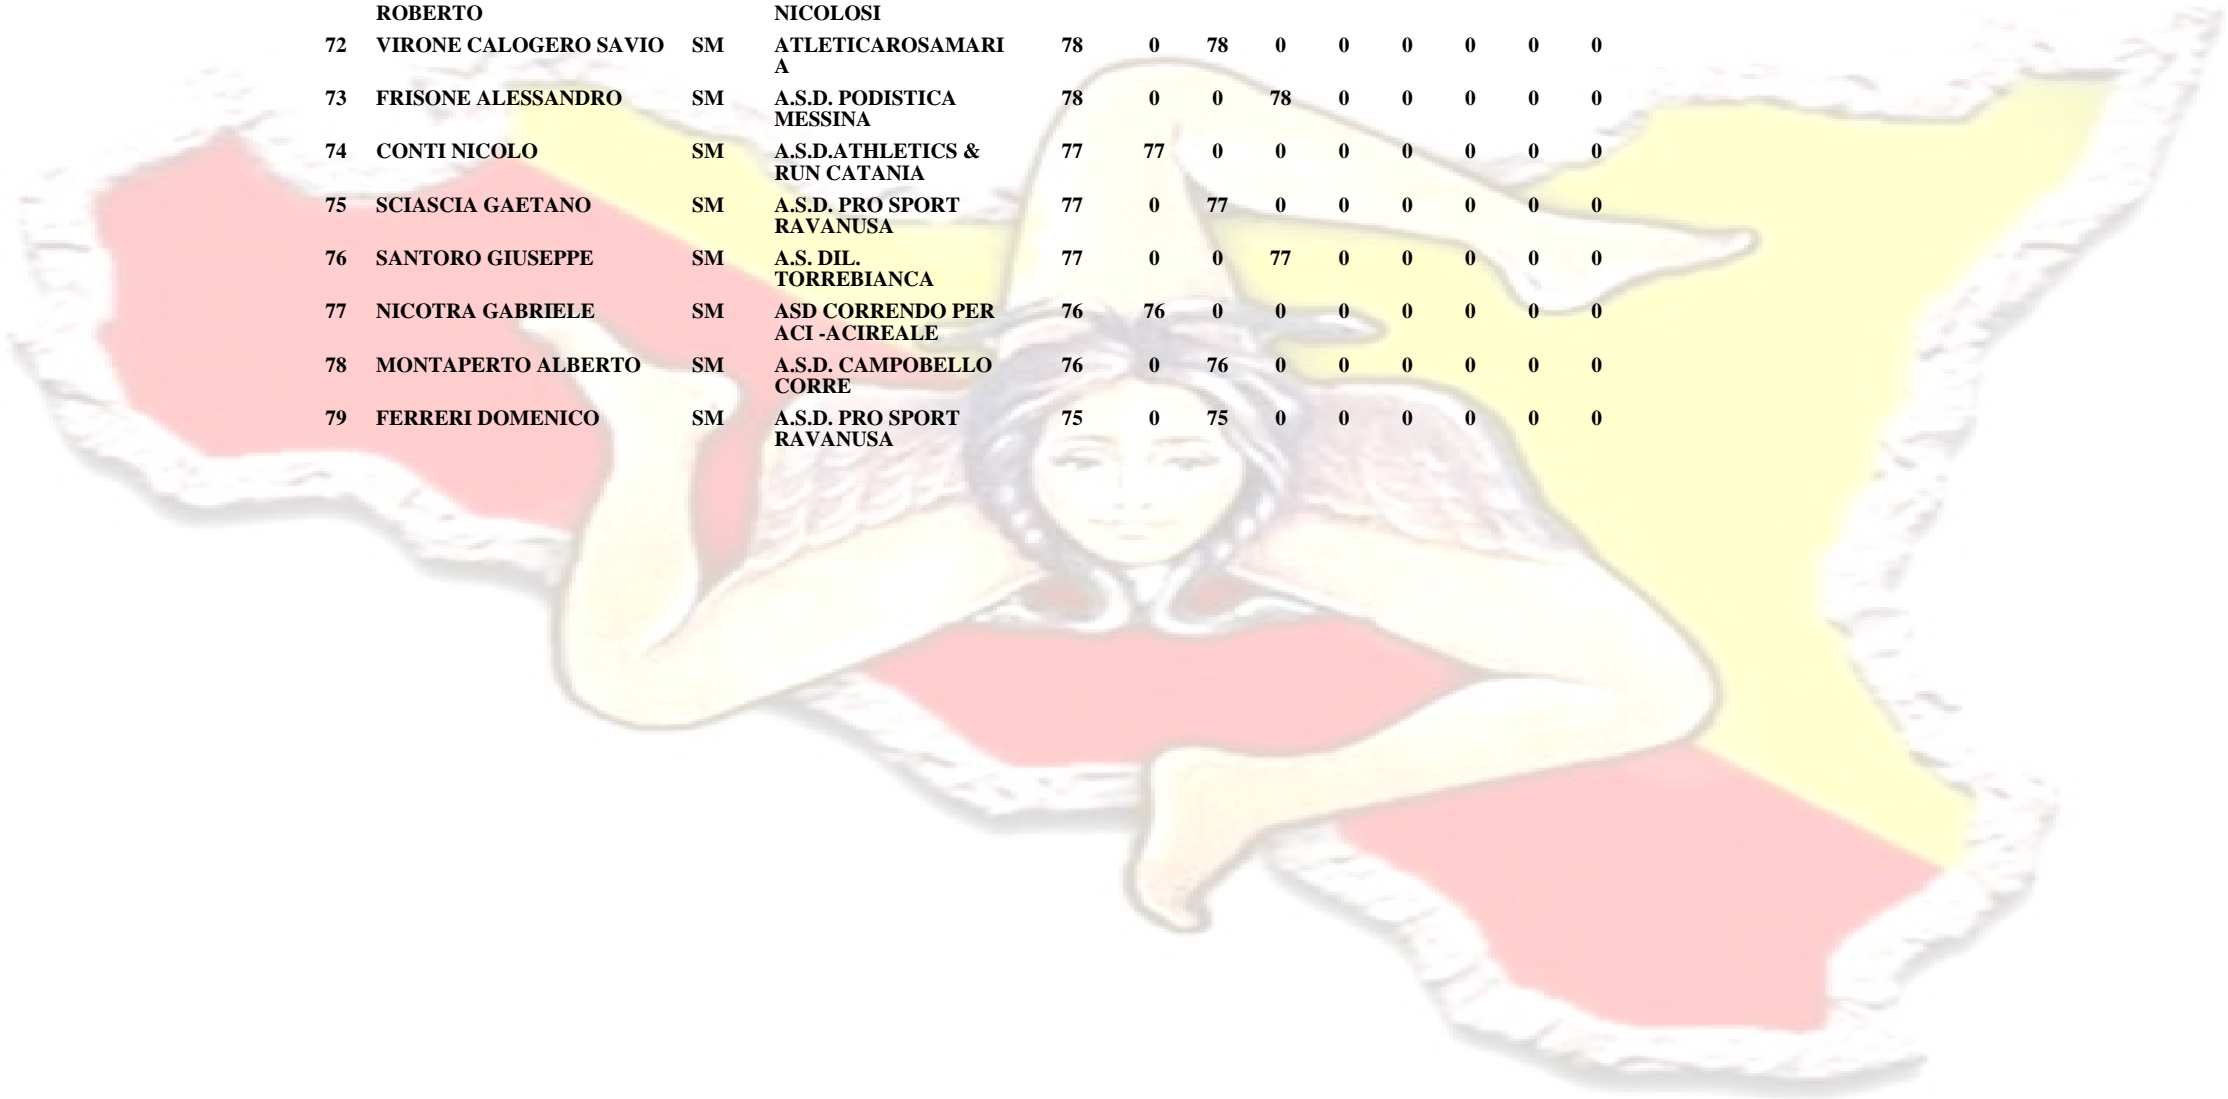 ROBERTO NICOLOSI
72 VIRONE CALOGERO SAVIO SM ATLETICAROSAMARI 78 0 78 0 0 0 0 0 0
A
73 FRISONE ALESSANDRO SM A.S.D. PODISTICA 78 0 0 78 0 0 0 0 0
MESSINA
74 CONTI NICOLO SM A.S.D.ATHLETICS & 77 77 0 0 0 0 0 0 0
RUN CATANIA
75 SCIASCIA GAETANO SM A.S.D. PRO SPORT 77 0 77 0 0 0 0 0 0
RAVANUSA
76 SANTORO GIUSEPPE SM A.S. DIL. 77 0 0 77 0 0 0 0 0
TORREBIANCA
77 NICOTRA GABRIELE SM ASD CORRENDO PER 76 76 0 0 0 0 0 0 0
ACI -ACIREALE
78 MONTAPERTO ALBERTO SM A.S.D. CAMPOBELLO 76 0 76 0 0 0 0 0 0
CORRE
79 FERRERI DOMENICO SM A.S.D. PRO SPORT 75 0 75 0 0 0 0 0 0
RAVANUSA